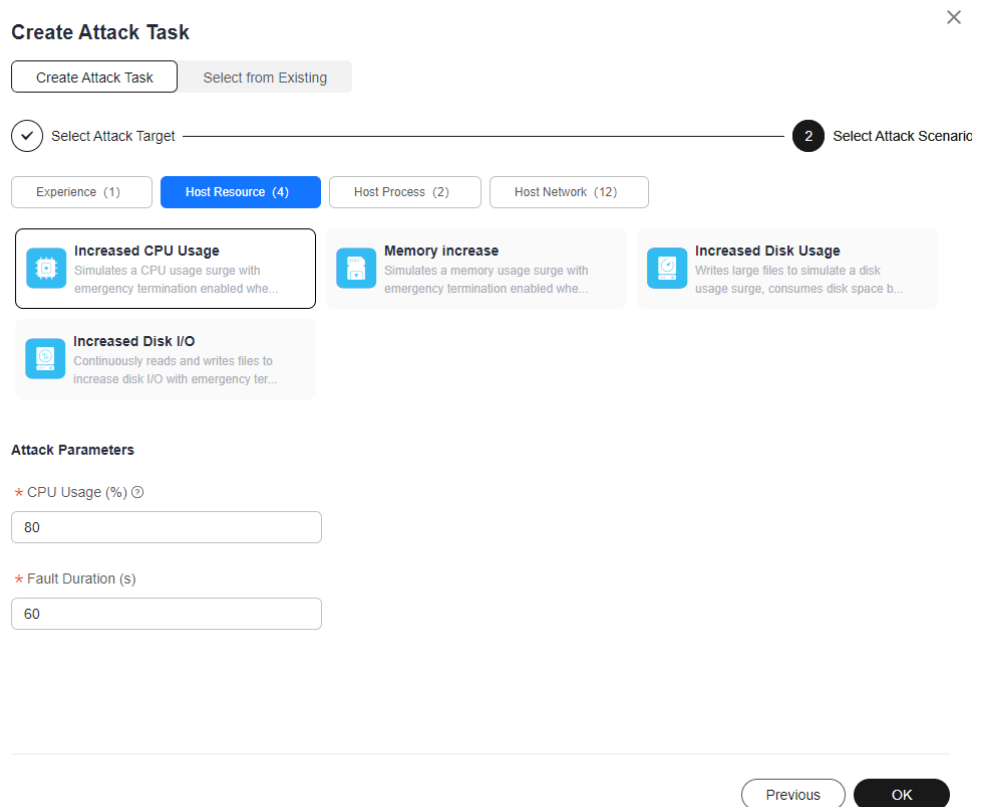 Create Attack Task
Create Attack Task
Select from Existing
Select Attack Target
2
Select Attack Scenario
Experience (1)
Host Resource (4)
Host Process (2)
Host Network (12)
Increased CPU Usage
Simulates a CPU usage surge with
emergency termination enabled whe...
Memory increase
Simulates a memory usage surge with
emergency termination enabled whe...
Increased Disk Usage
Writes large files to simulate a disk
usage surge, consumes disk space b...
Increased Disk I/O
Continuously reads and writes files to
increase disk I/O with emergency ter...
Attack Parameters
* CPU Usage (%) ?
80
* Fault Duration (s)
60
Previous
OK